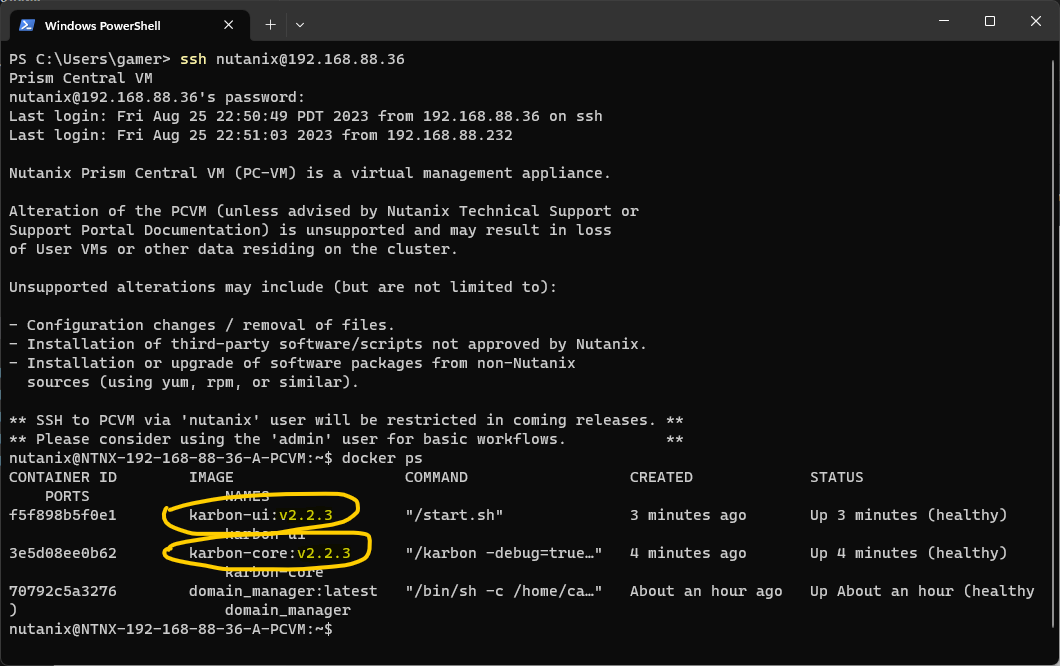 Windows PowerShell
PS C:\Users\gamer> ssh nutanix@192.168.88.36
Prism Central VM
nutanix@192.168.88.36's password:
Last login: Fri Aug 25 22:50:49 PDT 2023 from 192.168.88.36 on ssh
Last login: Fri Aug 25 22:51:03 2023 from 192.168.88.232
Nutanix Prism Central VM (PC-VM) is a virtual management appliance.
Alteration of the PCVM (unless advised by Nutanix Technical Support or
Support Portal Documentation) is unsupported and may result in loss
of User VMs or other data residing on the cluster.
Unsupported alterations may include (but are not limited to):
- Configuration changes / removal of files.
- Installation of third-party software/scripts not approved by Nutanix.
- Installation or upgrade of software packages from non-Nutanix
sources (using yum, rpm, or similar).
** SSH to PCVM via 'nutanix' user will be restricted in coming releases. **
** Please consider using the 'admin' user for basic workflows. **
nutanix@NTNX-192-168-88-36-A-PCVM:~$ docker ps
CONTAINER ID IMAGE COMMAND CREATED STATUS
PORTS NAMES
f5f898b5f0e1 karbon-ui:v2.2.3 "/start.sh" 3 minutes ago Up 3 minutes (healthy)
karbon-ui
3e5d08ee0b62 karbon-core:v2.2.3 "/karbon -debug=true…" 4 minutes ago Up 4 minutes (healthy)
karbon-core
70792c5a3276 domain_manager:latest "/bin/sh -c /home/ca…" About an hour ago Up About an hour (healthy
) domain_manager
nutanix@NTNX-192-168-88-36-A-PCVM:~$